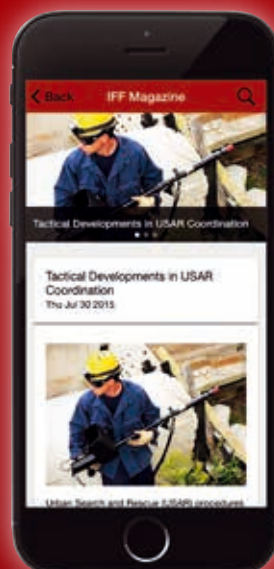 Back IFF Magazine
Tactical Developments in USAR Coordination
Tactical Developments in USAR
Coordination
Thu Jul 30 2015
Urban Search and Rescue (USAR) procedures